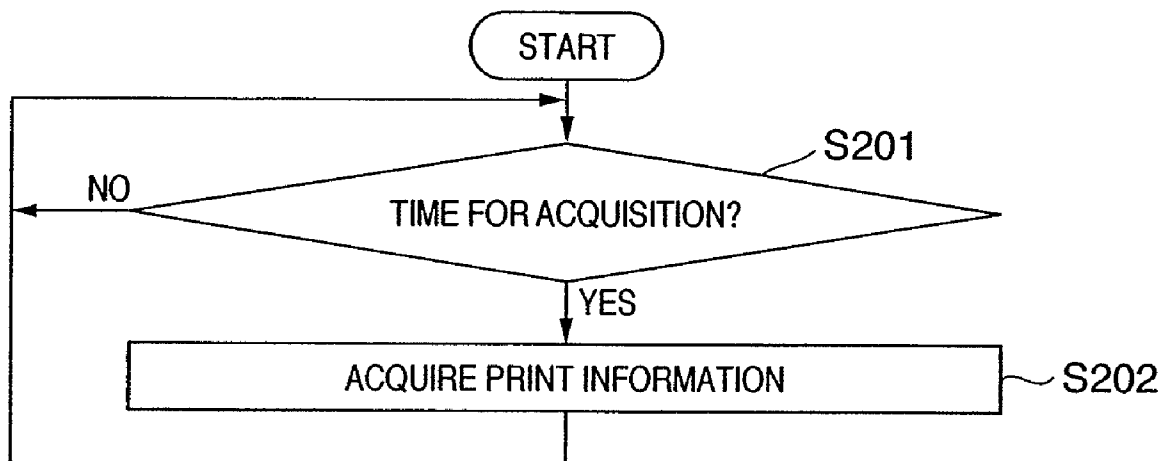 START
S201
NO
TIME FOR ACQUISITION?
YES
ACQUIRE PRINT INFORMATION
S202